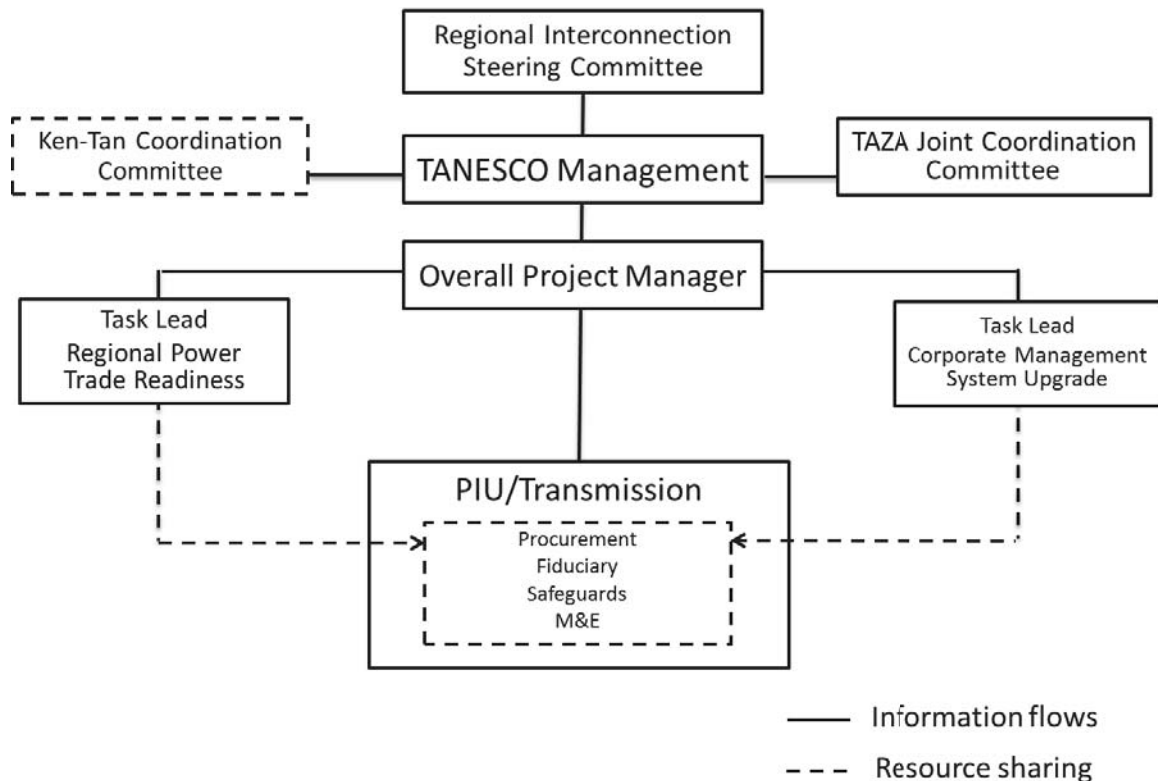 Regional Interconnection
Steering Committee
Ken-Tan Coordination
Committee
TANESCO Management
TAZA Joint Coordination
Committee
Overall Project Manager
Task Lead
Regional Power
Trade Readiness
Task Lead
Corporate Management
System Upgrade
PIU/Transmission
Procurement
Fiduciary
Safeguards
M&E
Information flows
Resource sharing